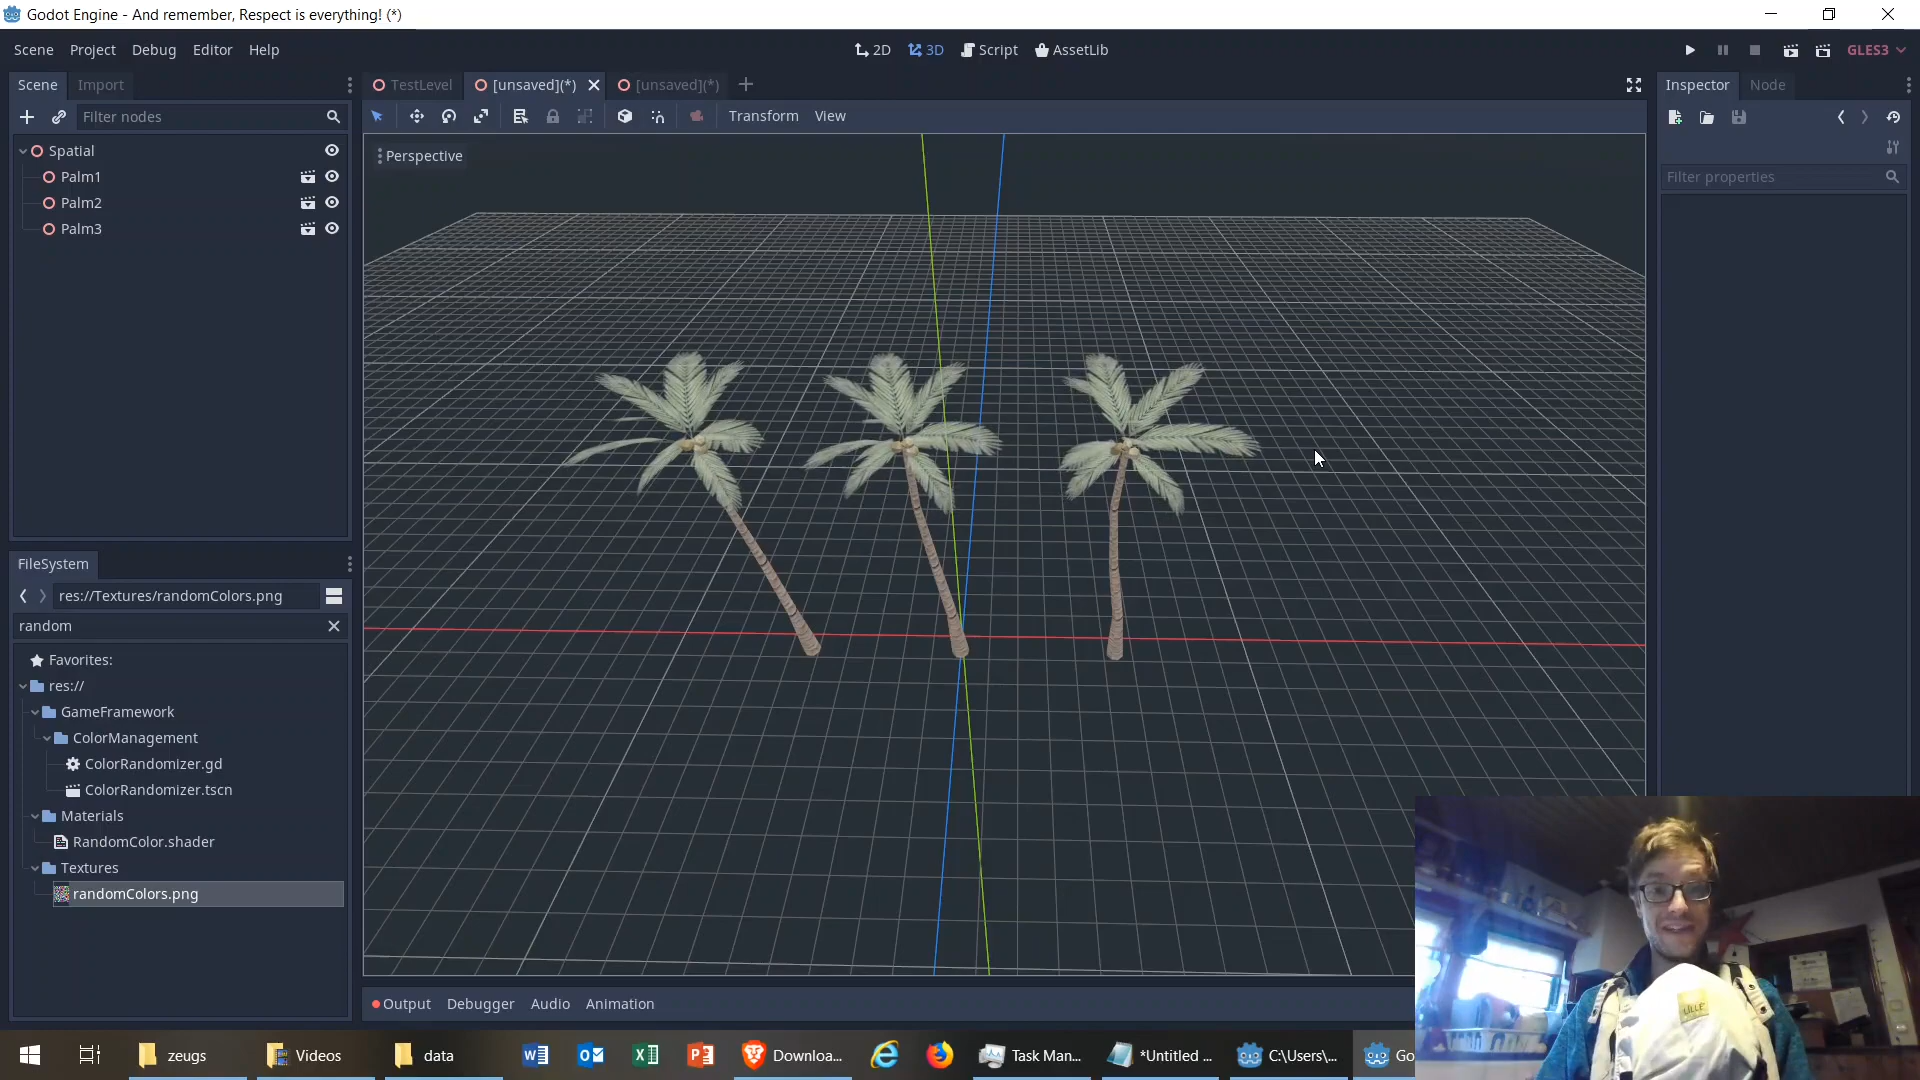 Godot Engine - And remember, Respect is everything! (*)
Scene Project Debug Editor Help
2D 3D Script AssetLib
GLES3
Scene Import
TestLevel [unsaved](*) [unsaved](*)
Inspector Node
Filter nodes
Transform View
Perspective
Filter properties
Spatial
Palm1
Palm2
Palm3
FileSystem
res://Textures/randomColors.png
random
Favorites:
res://
GameFramework
ColorManagement
ColorRandomizer.gd
ColorRandomizer.tscn
Materials
RandomColor.shader
Textures
randomColors.png
Output Debugger Audio Animation
LILLE
zeugs Videos data Downloa... Task Man... *Untitled ... C:\Users\... Go